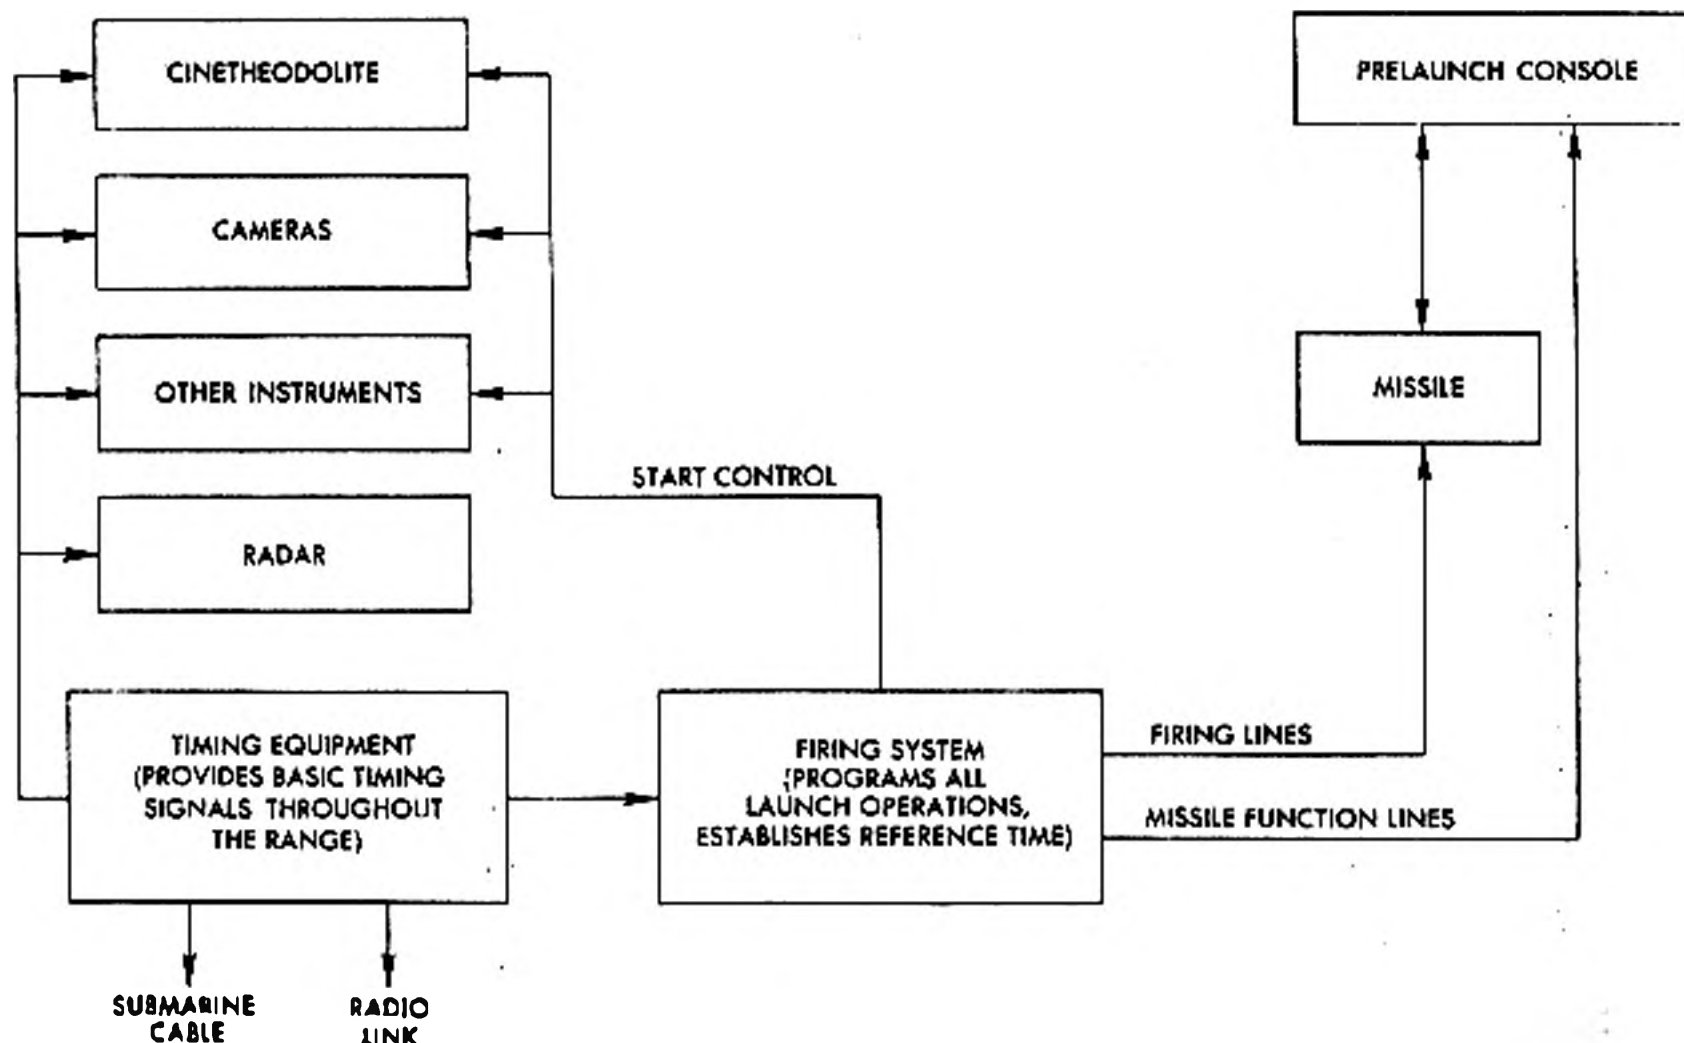 CINETHEODOLITE
PRELAUNCH CONSOLE
CAMERAS
OTHER INSTRUMENTS
MISSILE
START CONTROL
RADAR
TIMING EQUIPMENT
(PROVIDES BASIC TIMING
SIGNALS THROUGHOUT
THE RANGE)
FIRING SYSTEM
(PROGRAMS ALL
LAUNCH OPERATIONS,
ESTABLISHES REFERENCE TIME)
FIRING LINES
MISSILE FUNCTION LINES
SUBMARINE
CABLE
RADIO
LINK